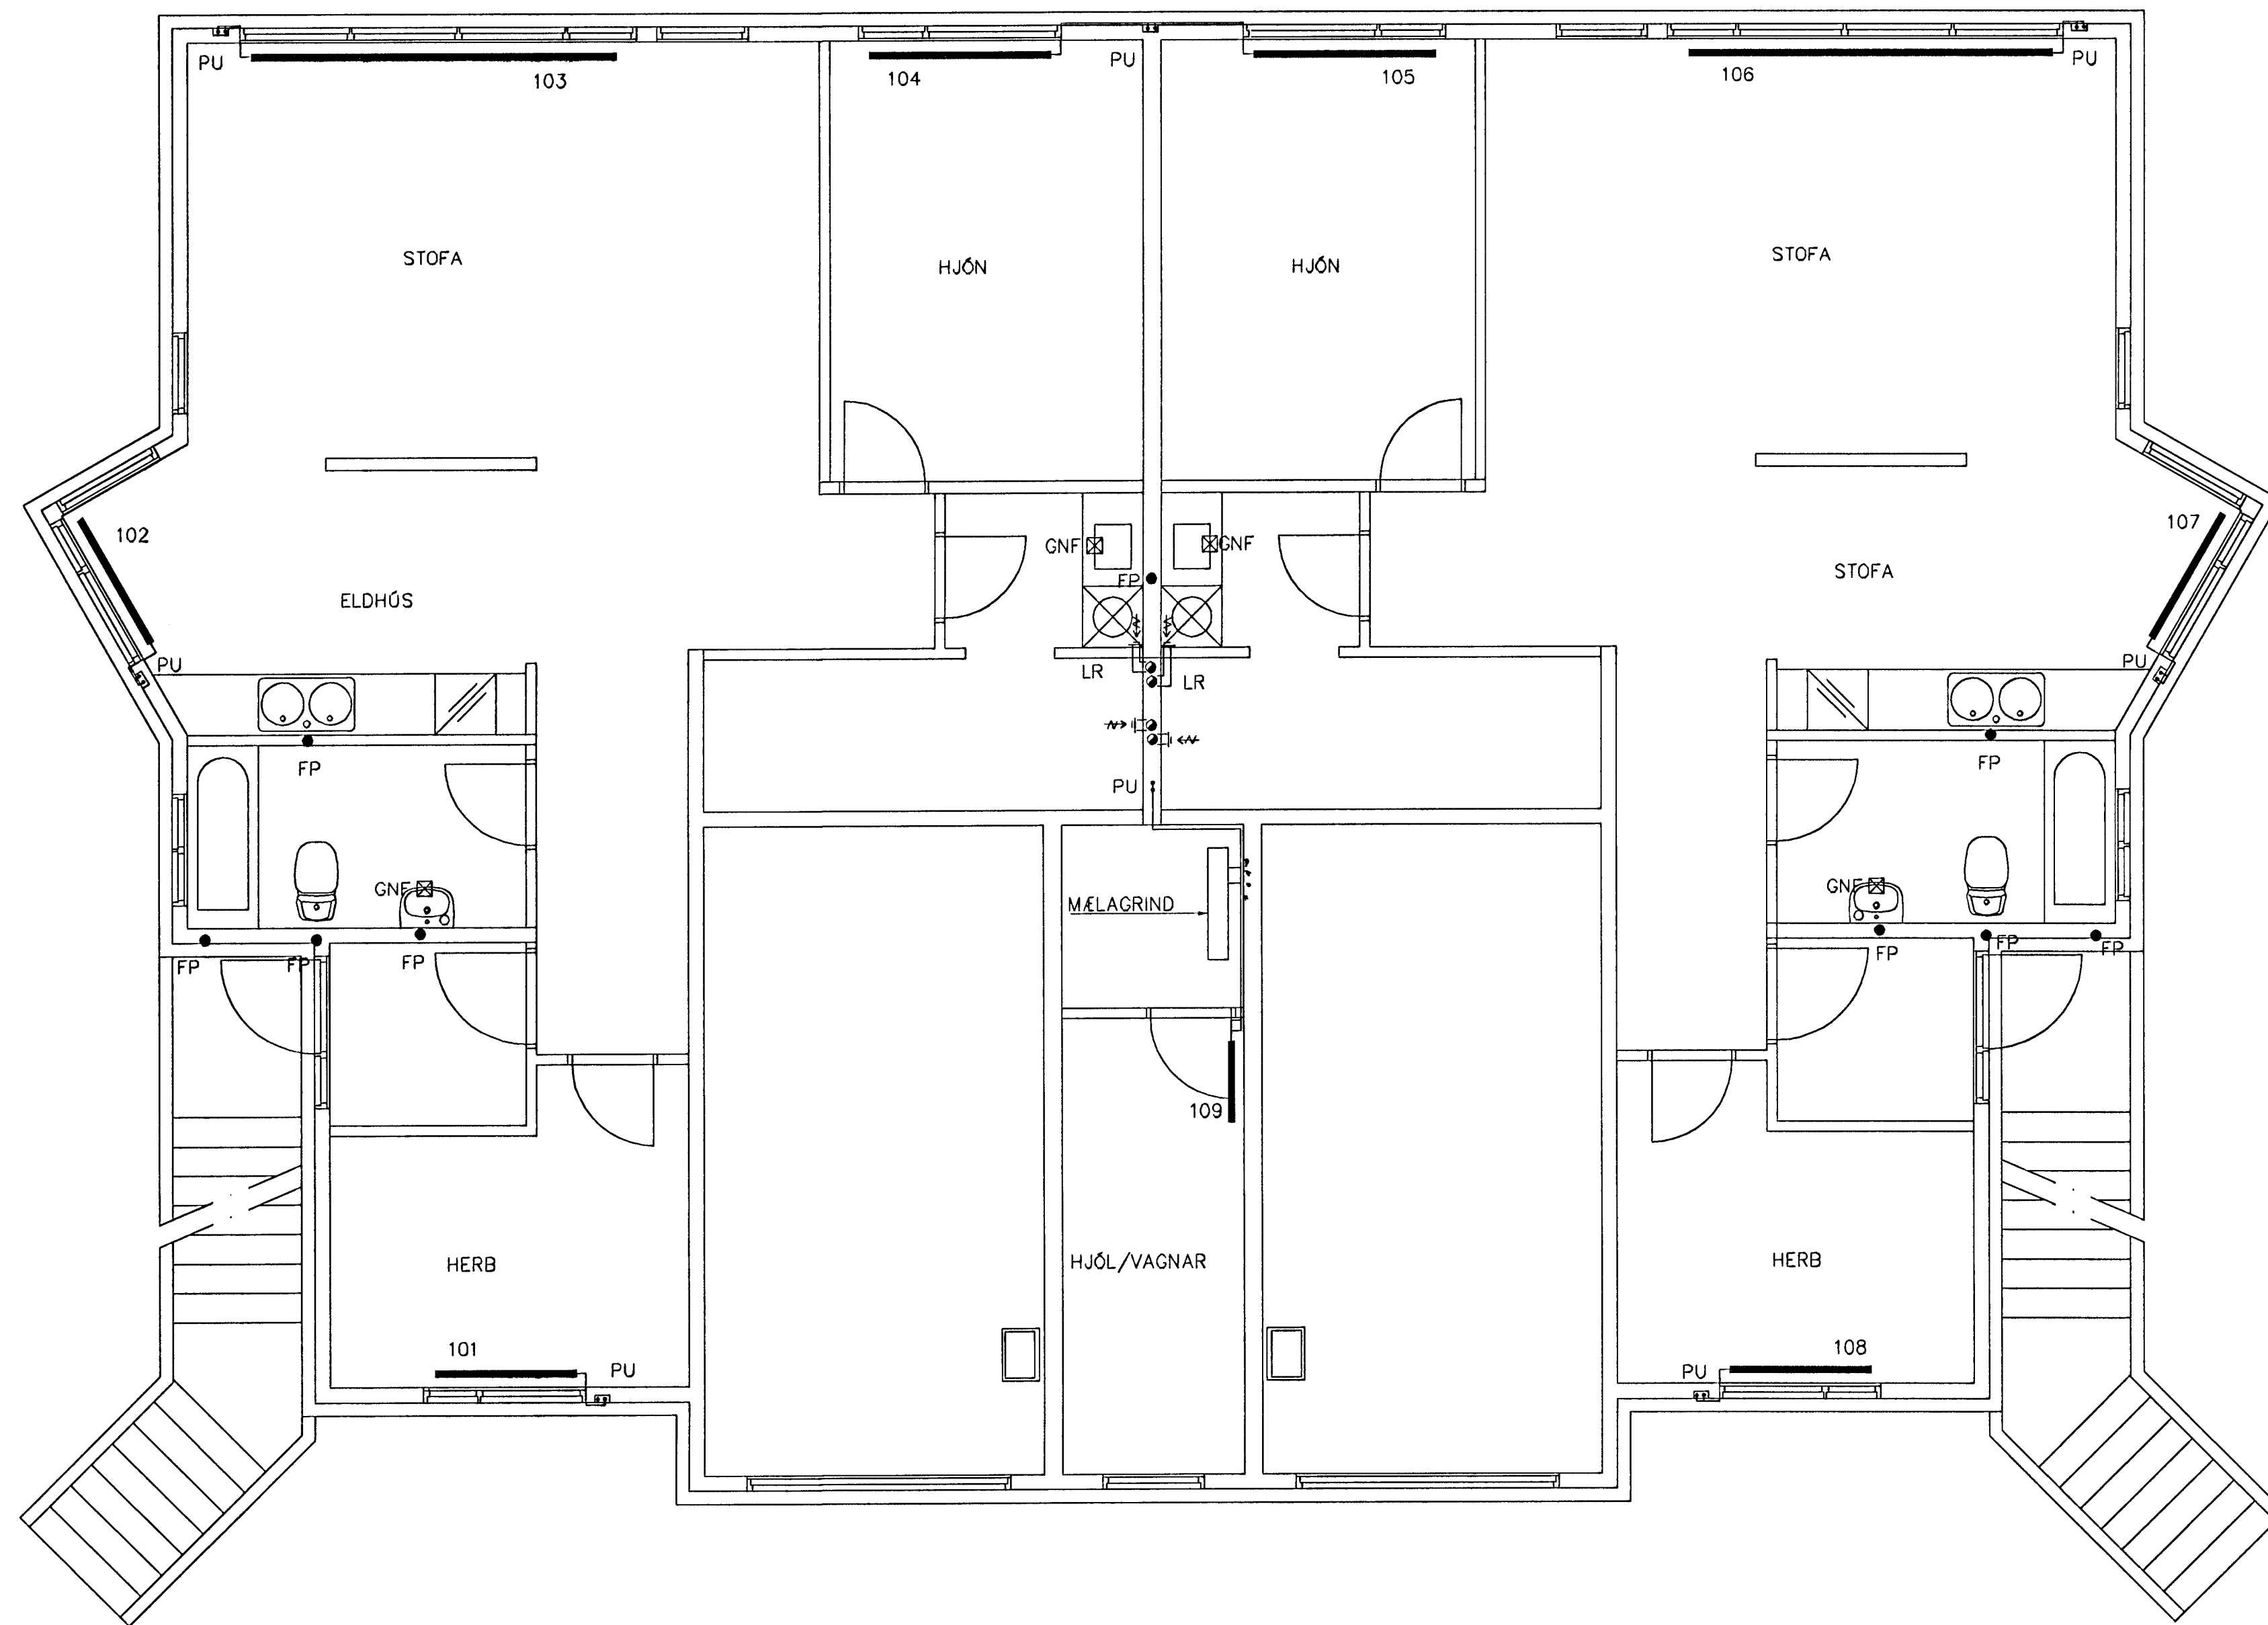 PU
103
104
PU
105
106
PU
STOFA
HJÓN
HJÓN
STOFA
102
GNF
GNF
107
FP
ELDHÚS
STOFA
PU
LR
LR
PU
FP
PU
FP
GNF
MÆLAGRIND
GNF
FP
FP
FP
FP
FP
FP
109
HERB
HJÓL/VAGNAR
HERB
101
PU
PU
108